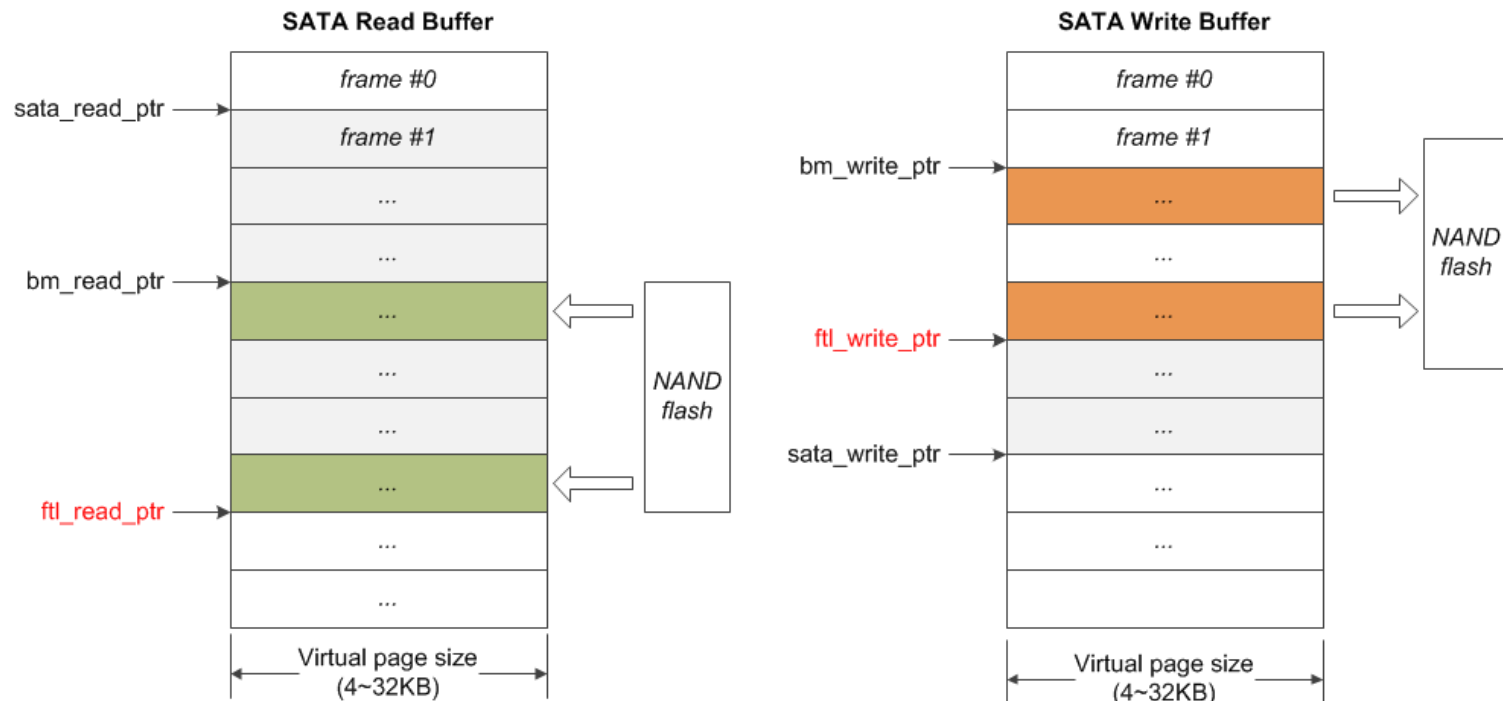 SATA Read Buffer
frame #0
sata_read_ptr
frame #1
...
...
bm_read_ptr
...
...
...
...
ftl_read_ptr
...
...
NAND
flash
Virtual page size
(4~32KB)
SATA Write Buffer
frame #0
frame #1
bm_write_ptr
...
...
...
ftl_write_ptr
...
...
sata_write_ptr
...
...
NAND
flash
Virtual page size
(4~32KB)